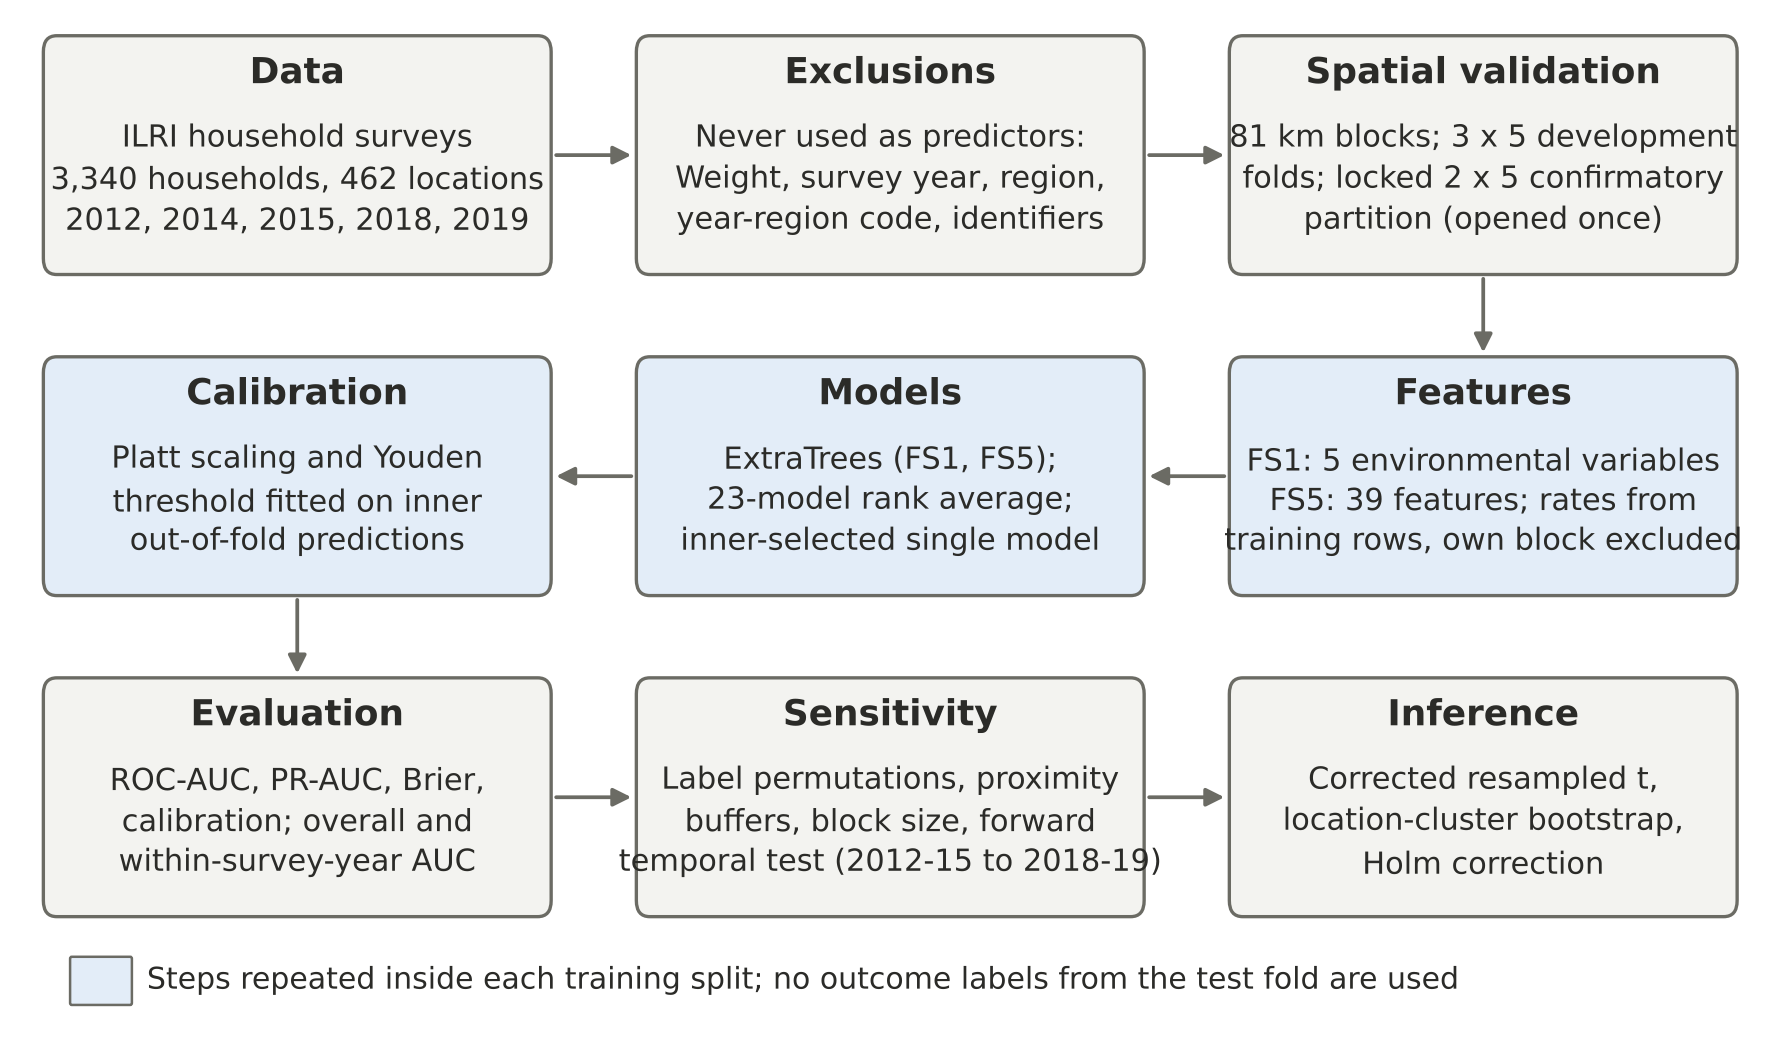 Data
ILRI household surveys
3,340 households, 462 locations
2012, 2014, 2015, 2018, 2019
Exclusions
Never used as predictors:
Weight, survey year, region,
year-region code, identifiers
Spatial validation
81 km blocks; 3 x 5 development
folds; locked 2 x 5 confirmatory
partition (opened once)
Features
FS1: 5 environmental variables
FS5: 39 features; rates from
training rows, own block excluded
Models
ExtraTrees (FS1, FS5);
23-model rank average;
inner-selected single model
Calibration
Platt scaling and Youden
threshold fitted on inner
out-of-fold predictions
Evaluation
ROC-AUC, PR-AUC, Brier,
calibration; overall and
within-survey-year AUC
Sensitivity
Label permutations, proximity
buffers, block size, forward
temporal test (2012-15 to 2018-19)
Inference
Corrected resampled t,
location-cluster bootstrap,
Holm correction
Steps repeated inside each training split; no outcome labels from the test fold are used